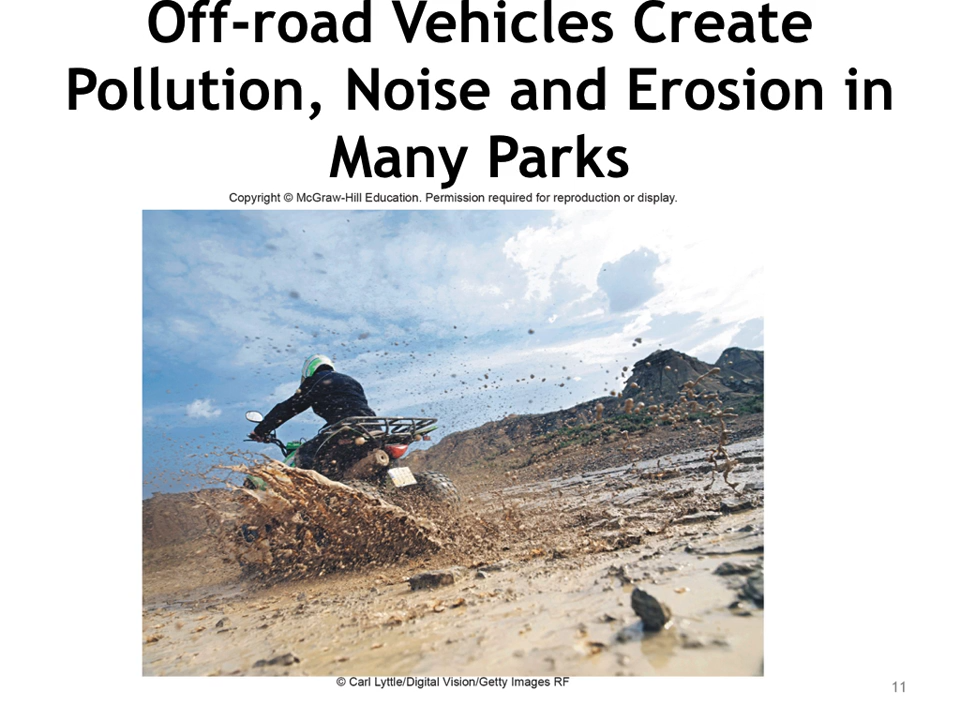 Off-road Vehicles Create
Pollution, Noise and Erosion in
Many Parks
Copyright © McGraw-Hill Education. Permission required for reproduction or display.
© Carl Lyttle/Digital Vision/Getty Images RF
11